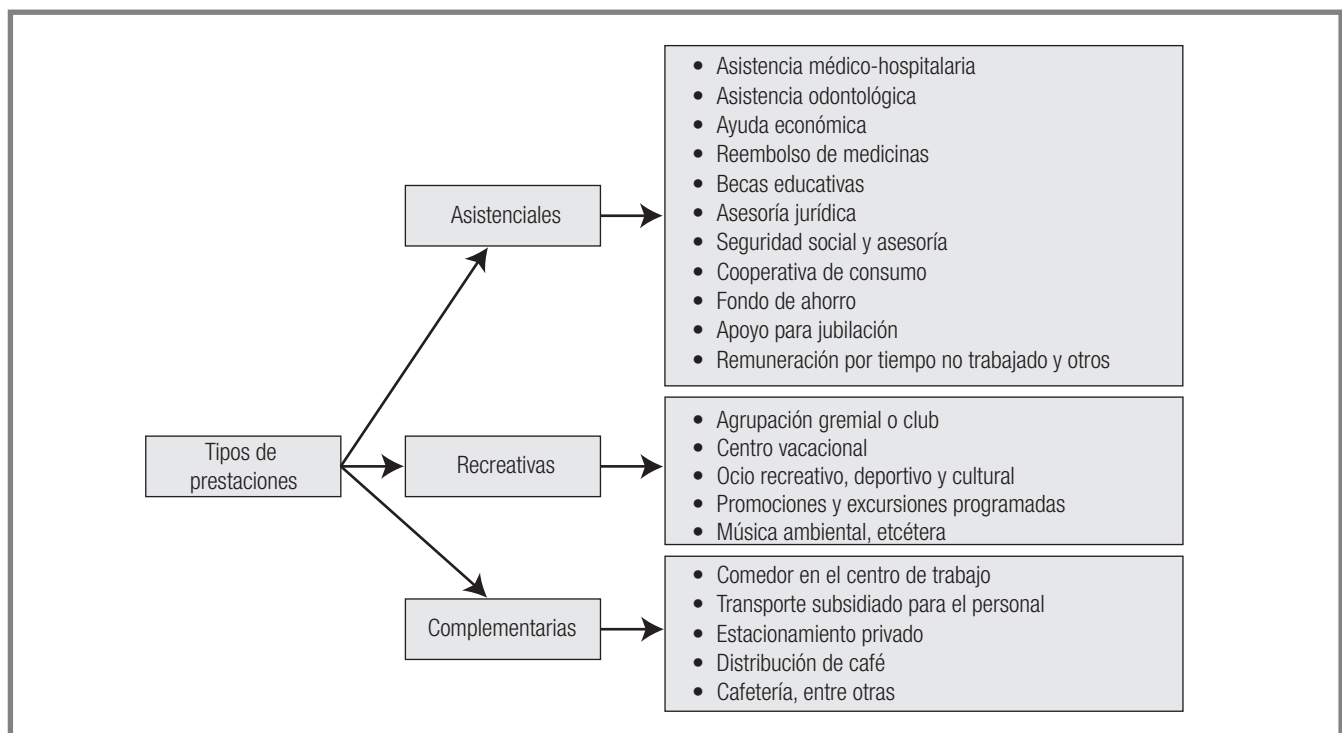 Tipos de
prestaciones
Asistenciales
• Asistencia médico-hospitalaria
• Asistencia odontológica
• Ayuda económica
• Reembolso de medicinas
• Becas educativas
• Asesoría jurídica
• Seguridad social y asesoría
• Cooperativa de consumo
• Fondo de ahorro
• Apoyo para jubilación
• Remuneración por tiempo no trabajado y otros
Recreativas
• Agrupación gremial o club
• Centro vacacional
• Ocio recreativo, deportivo y cultural
• Promociones y excursiones programadas
• Música ambiental, etcétera
Complementarias
• Comedor en el centro de trabajo
• Transporte subsidiado para el personal
• Estacionamiento privado
• Distribución de café
• Cafetería, entre otras